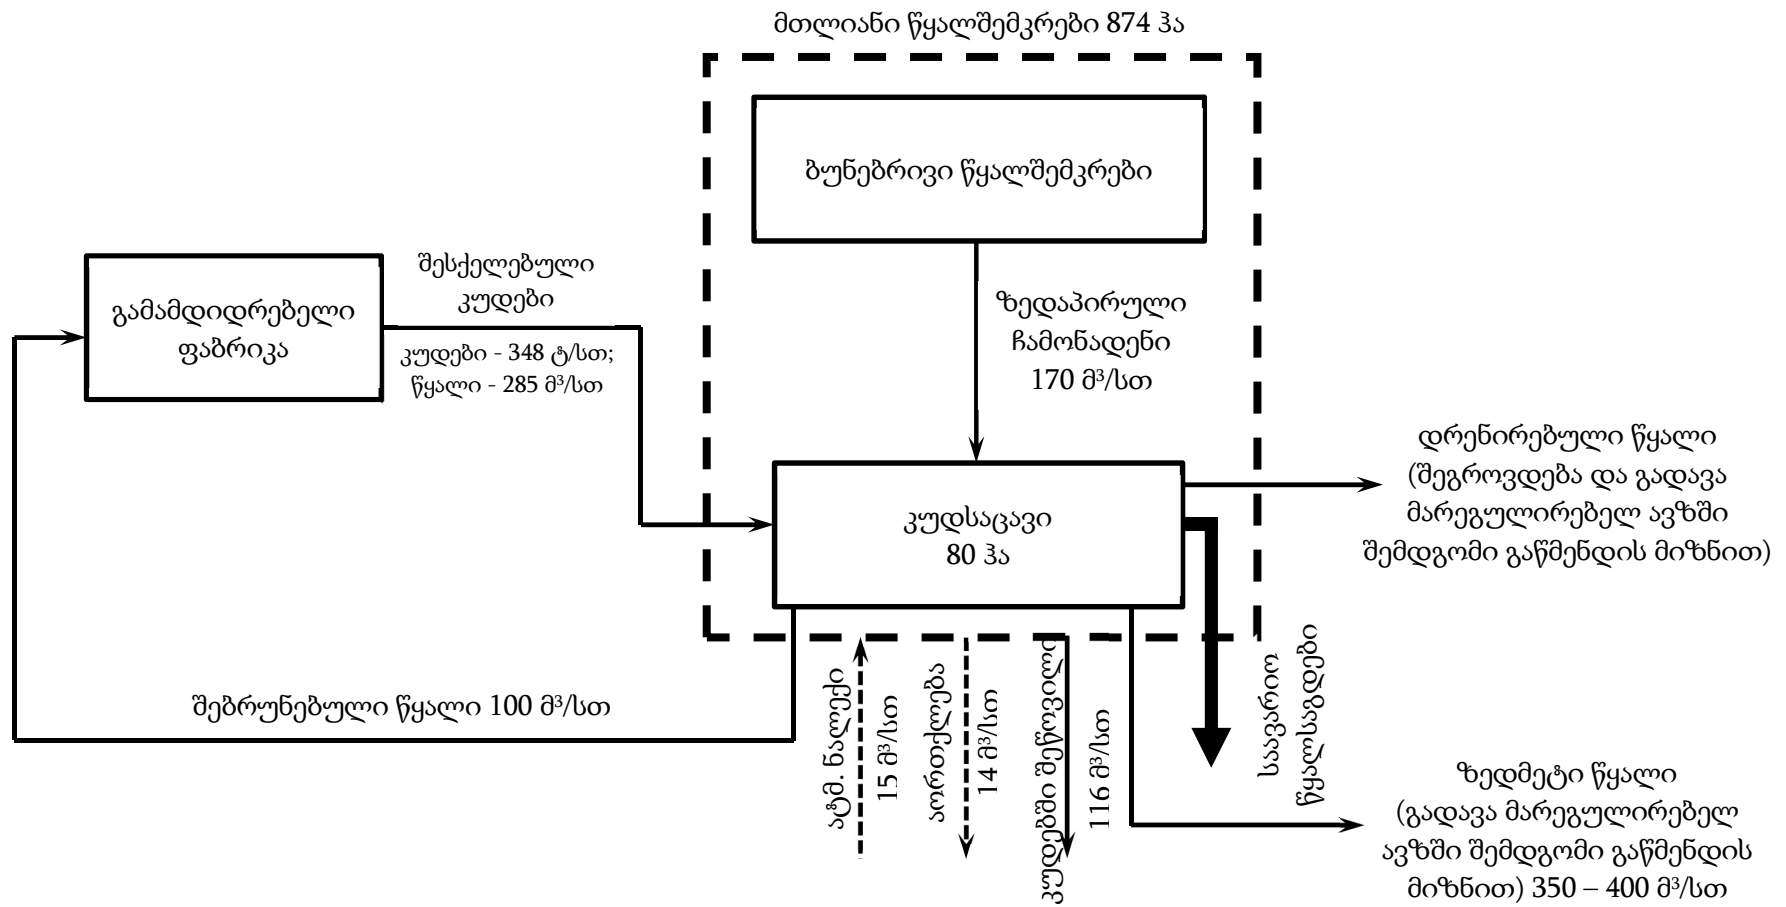 მთლიანი წყალშემკრები 874 ჰა
ბუნებრივი წყალშემკრები
გამამდიდრებელი
ფაბრიკა
შესქელებული
კუდები
კუდები - 348 ტ/სთ;
წყალი - 285 მ³/სთ
ზედაპირული
ჩამონადენი
170 მ³/სთ
კუდსაცავი
80 ჰა
დრენირებული წყალი
(შეგროვდება და გადავა
მარეგულირებელ ავზში
შემდგომი გაწმენდის მიზნით)
შებრუნებული წყალი 100 მ³/სთ
ატმ. ნალექი
15 მ³/სთ
აორთქლება
14 მ³/სთ
კუდებში შეწოვილი
116 მ³/სთ
საავარიო
წყალსაგდები
ზედმეტი წყალი
(გადავა მარეგულირებელ
ავზში შემდგომი გაწმენდის
მიზნით) 350 – 400 მ³/სთ